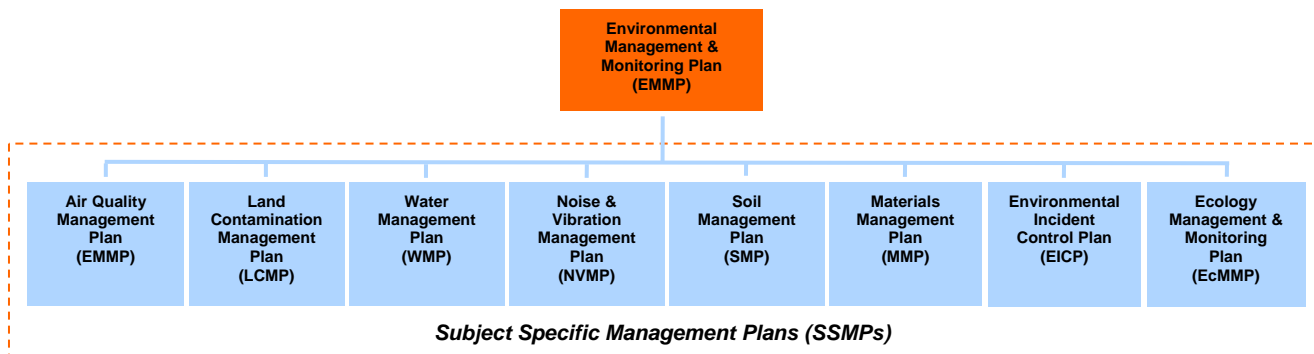 Environmental
Management &
Monitoring Plan
(EMMP)
Air Quality
Management
Plan
(EMMP)
Land
Contamination
Management
Plan
(LCMP)
Water
Management
Plan
(WMP)
Noise &
Vibration
Management
Plan
(NVMP)
Soil
Management
Plan
(SMP)
Materials
Management
Plan
(MMP)
Environmental
Incident
Control Plan
(EICP)
Ecology
Management &
Monitoring
Plan
(EcMMP)
Subject Specific Management Plans (SSMPs)